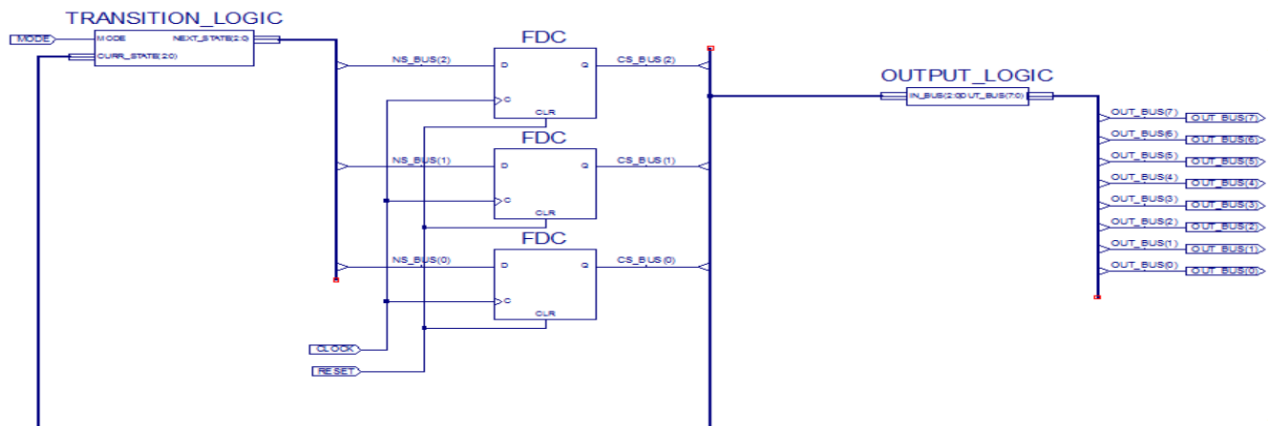 TRANSITION_LOGIC
MODE
MODE
NEXT_STATE(2:0)
CURR_STATE(2:0)
FDC
NS_BUS(2)
D
Q
CS_BUS(2)
C
CLR
FDC
NS_BUS(1)
D
Q
CS_BUS(1)
C
CLR
FDC
NS_BUS(0)
D
Q
CS_BUS(0)
C
CLR
CLOCK
RESET
OUTPUT_LOGIC
IN_BUS(2:0)
OUT_BUS(7:0)
OUT_BUS(7)
OUT_BUS(7)
OUT_BUS(6)
OUT_BUS(6)
OUT_BUS(5)
OUT_BUS(5)
OUT_BUS(4)
OUT_BUS(4)
OUT_BUS(3)
OUT_BUS(3)
OUT_BUS(2)
OUT_BUS(2)
OUT_BUS(1)
OUT_BUS(1)
OUT_BUS(0)
OUT_BUS(0)